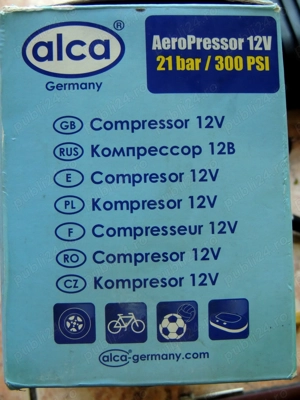 alca®
Germany
AeroPressor 12V
21 bar / 300 PSI
GB Compressor 12V
RUS Компрессор 12В
E Compresor 12V
PL Kompresor 12V
F Compresseur 12V
RO Compresor 12V
CZ Kompresor 12V
alca-germany.com